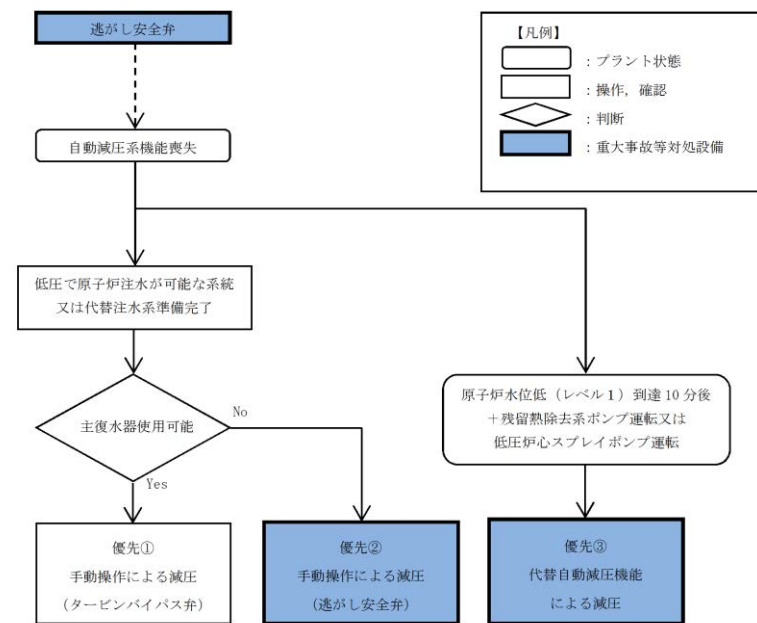 逃がし安全弁
【凡例】
：プラント状態
：操作，確認
：判断
：重大事故等対処設備
自動減圧系機能喪失
低圧で原子炉注水が可能な系統
又は代替注水系準備完了
原子炉水位低（レベル１）到達 10 分後
＋残留熱除去系ポンプ運転又は
低圧炉心スプレイポンプ運転
主復水器使用可能
No
Yes
優先①
手動操作による減圧
（タービンバイパス弁）
優先②
手動操作による減圧
（逃がし安全弁）
優先③
代替自動減圧機能
による減圧